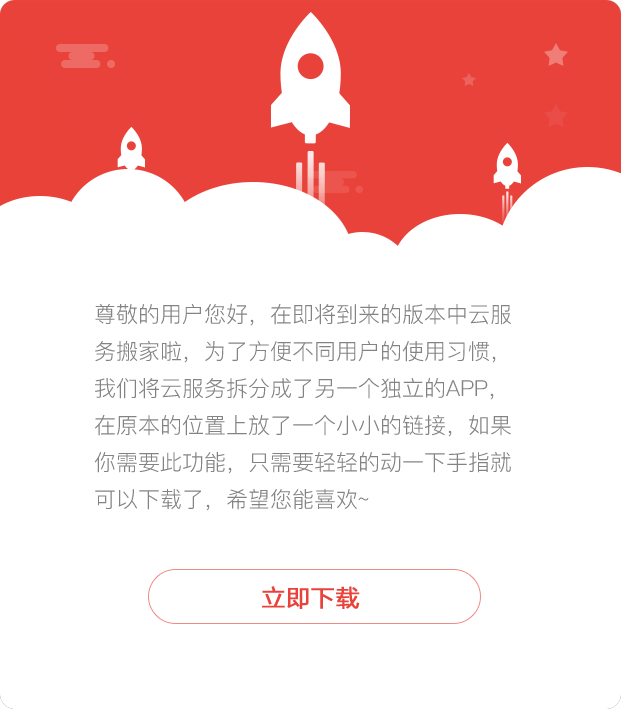 尊敬的用户您好，在即将到来的版本中云服
务搬家啦，为了方便不同用户的使用习惯，
我们将云服务拆分成了另一个独立的APP，
在原本的位置上放了一个小小的链接，如果
你需要此功能，只需要轻轻的动一下手指就
可以下载了，希望您能喜欢~
立即下载